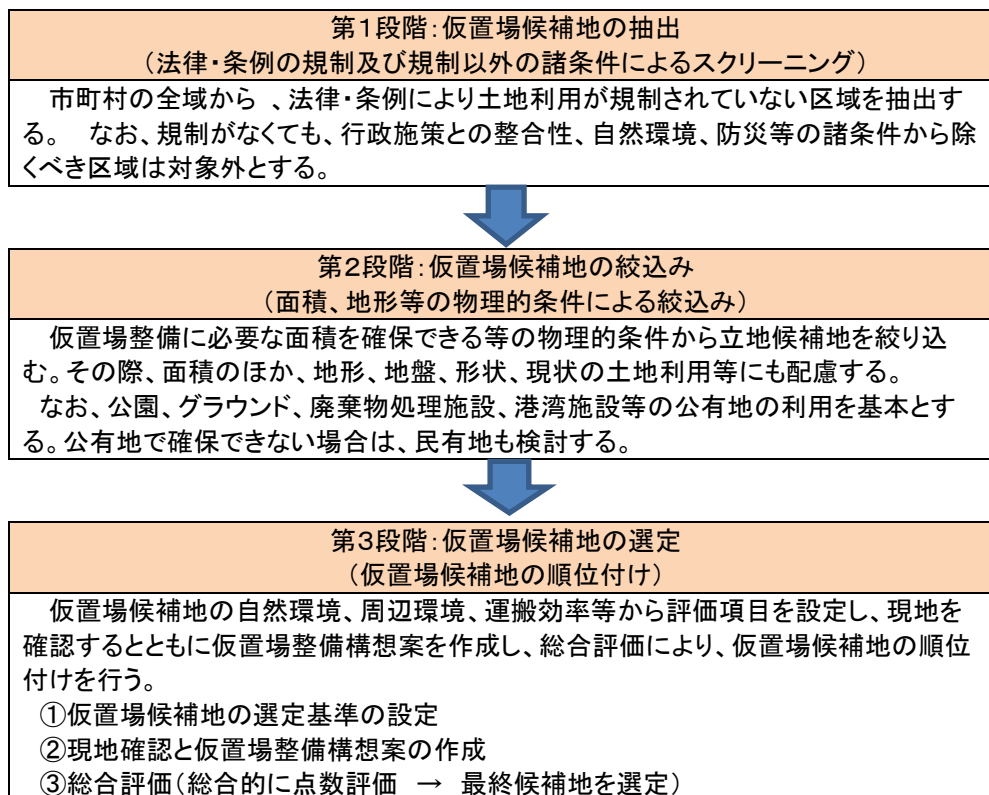 第1段階：仮置場候補地の抽出
（法律・条例の規制及び規制以外の諸条件によるスクリーニング）
　市町村の全域から 、法律・条例により土地利用が規制されていない区域を抽出す
る。　なお、規制がなくても、行政施策との整合性、自然環境、防災等の諸条件から除
くべき区域は対象外とする。
第2段階：仮置場候補地の絞込み
（面積、地形等の物理的条件による絞込み）
　仮置場整備に必要な面積を確保できる等の物理的条件から立地候補地を絞り込
む。その際、面積のほか、地形、地盤、形状、現状の土地利用等にも配慮する。
　なお、公園、グラウンド、廃棄物処理施設、港湾施設等の公有地の利用を基本とす
る。公有地で確保できない場合は、民有地も検討する。
第3段階：仮置場候補地の選定
（仮置場候補地の順位付け）
　仮置場候補地の自然環境、周辺環境、運搬効率等から評価項目を設定し、現地を
確認するとともに仮置場整備構想案を作成し、総合評価により、仮置場候補地の順位
付けを行う。
①仮置場候補地の選定基準の設定
②現地確認と仮置場整備構想案の作成
③総合評価（総合的に点数評価　→　最終候補地を選定）